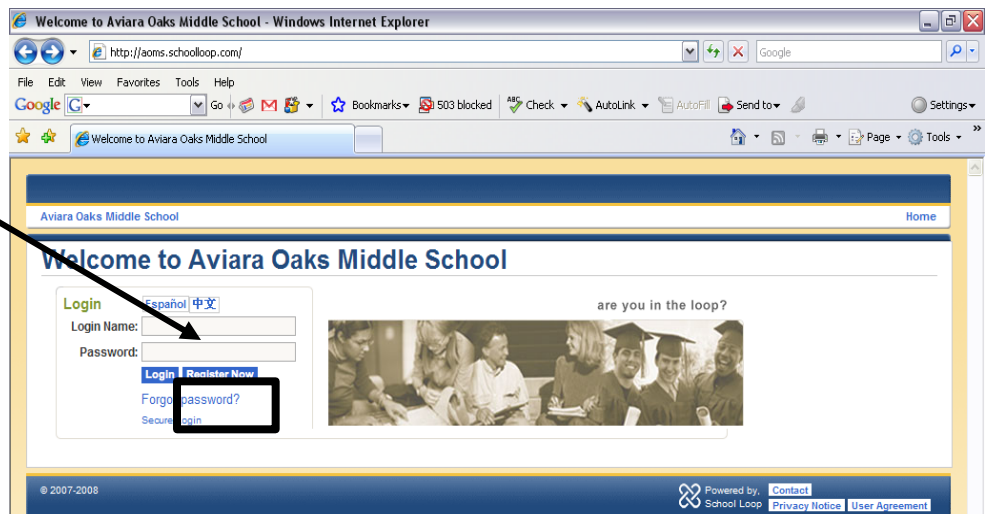 Welcome to Aviara Oaks Middle School - Windows Internet Explorer
http://aoms.schoolloop.com/
Google
File Edit View Favorites Tools Help
Google G Go Bookmarks 503 blocked ABC Check AutoLink AutoFill Send to Settings
Welcome to Aviara Oaks Middle School Page Tools »
Aviara Oaks Middle School Home
Welcome to Aviara Oaks Middle School
Login Español 中文
are you in the loop?
Login Name:
Password:
Login Register Now
Forgot password?
Secure Login
© 2007-2008
Powered by, Contact
School Loop Privacy Notice User Agreement